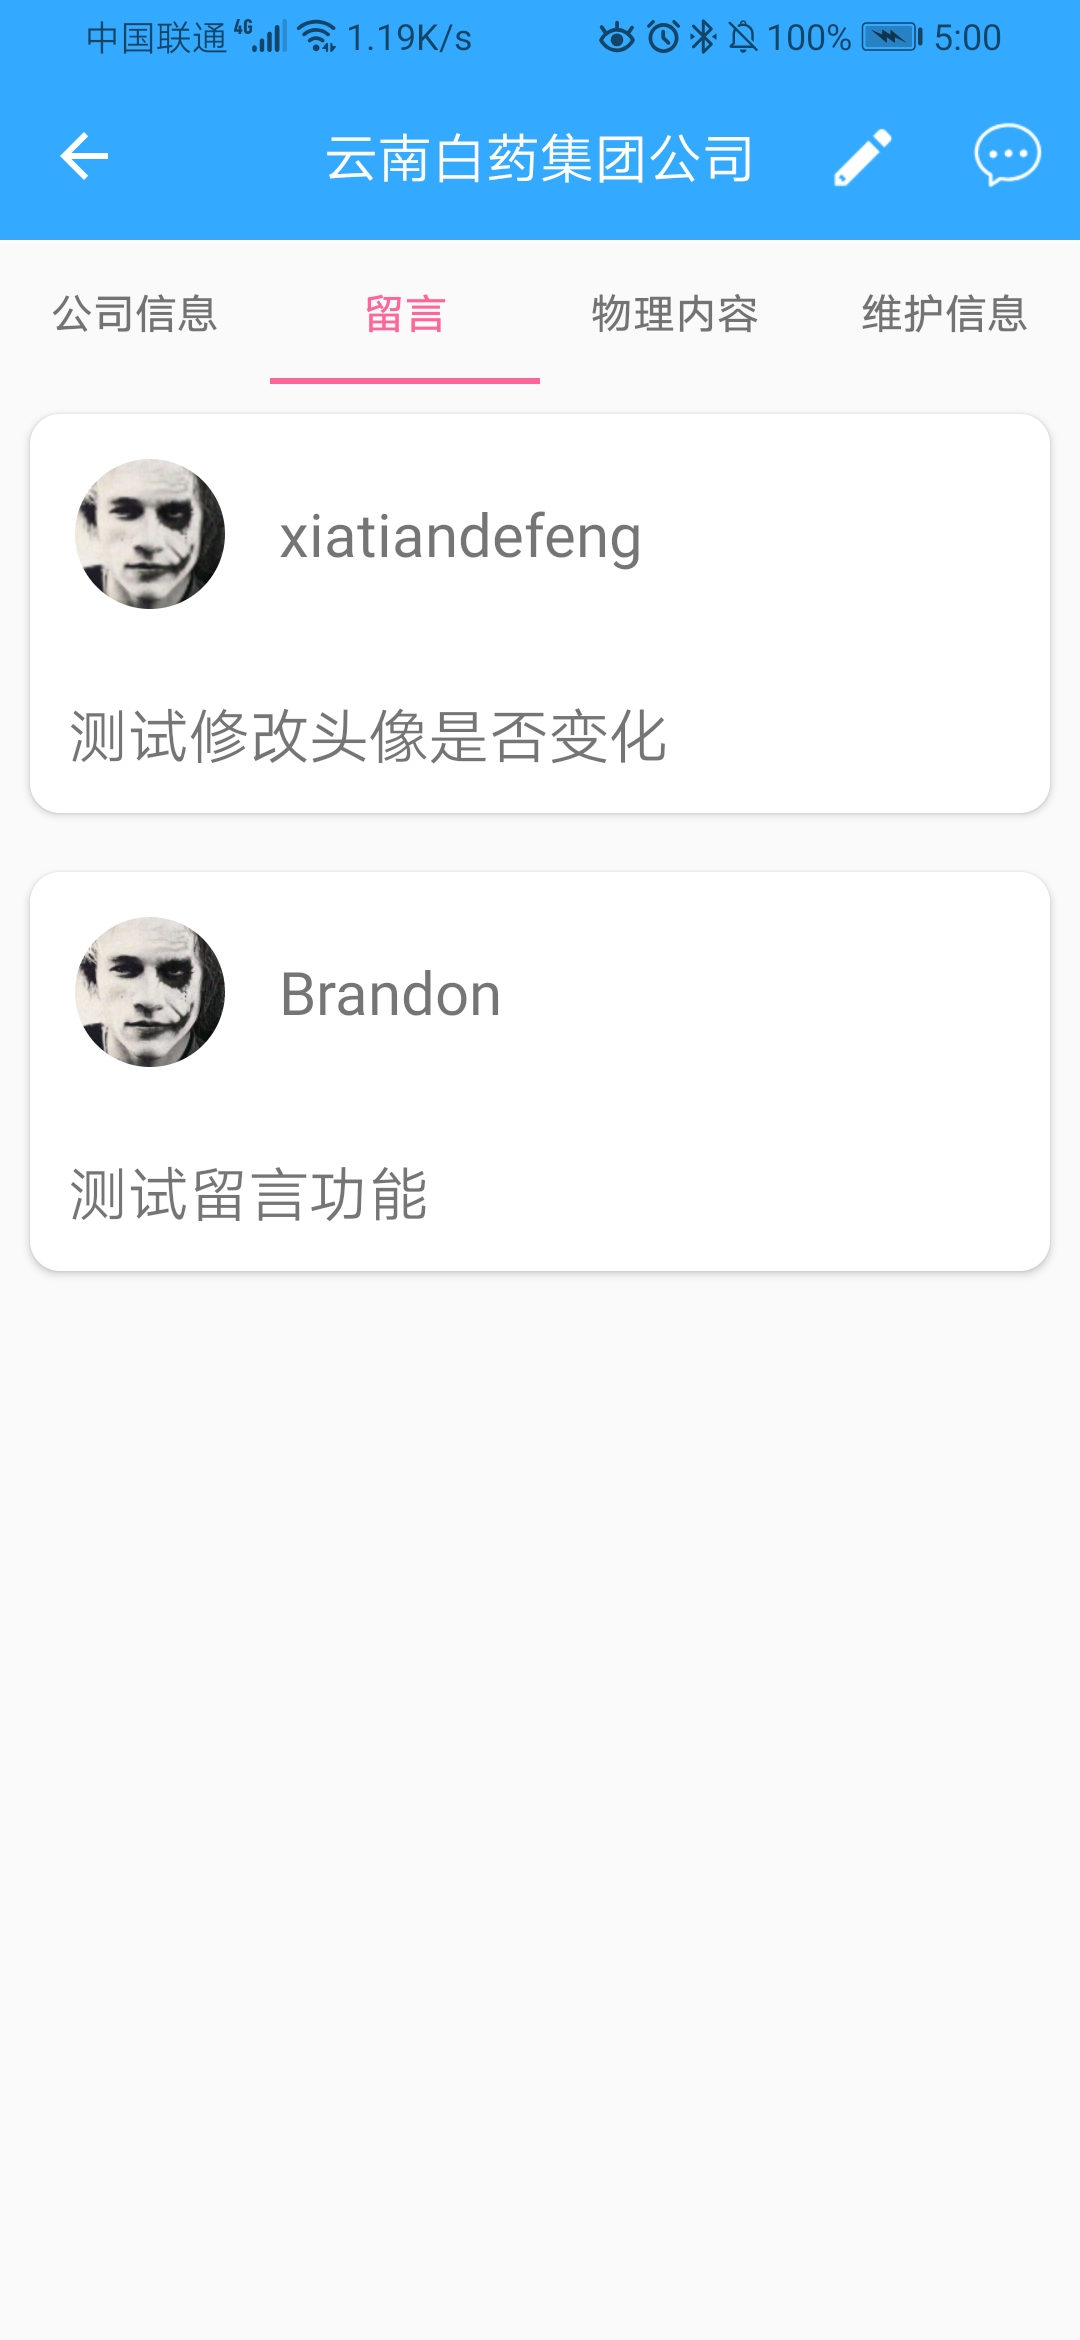 中国联通 4G 1.19K/s 100% 5:00
云南白药集团公司
公司信息 留言 物理内容 维护信息
xiatiandefeng
测试修改头像是否变化
Brandon
测试留言功能